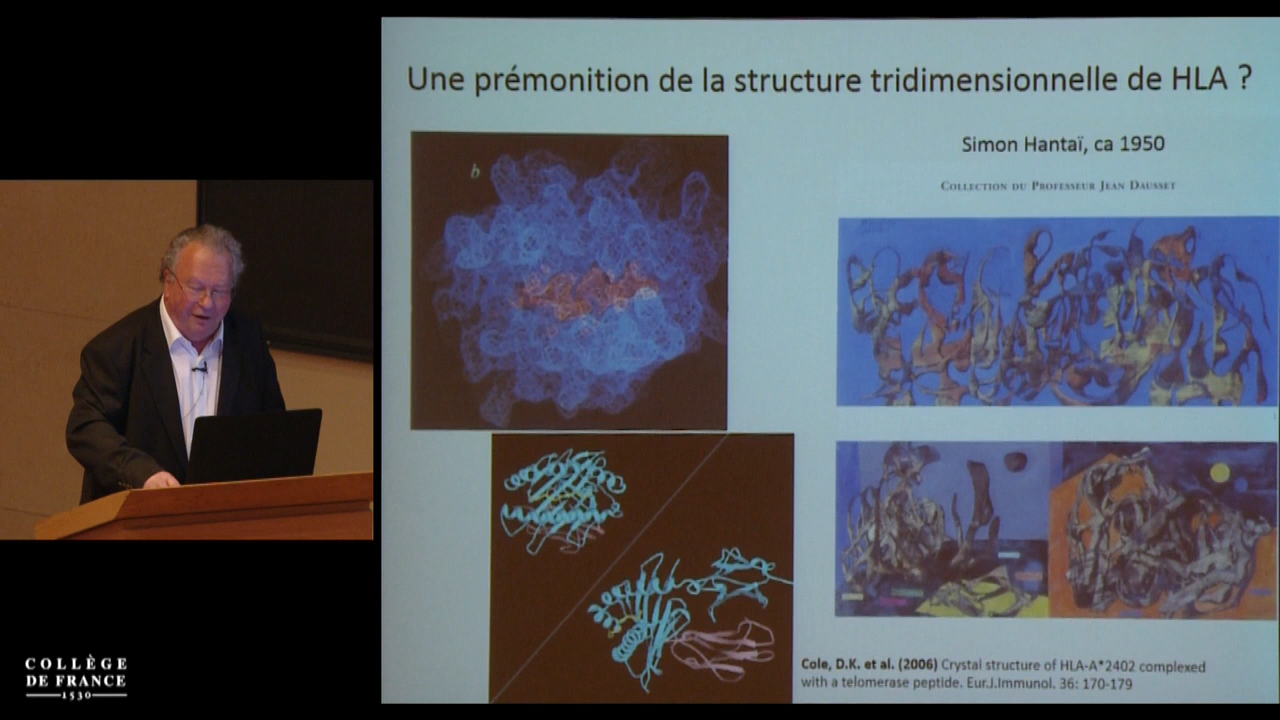 Une prémonition de la structure tridimensionnelle de HLA ?
Simon Hantaï, ca 1950
COLLECTION DU PROFESSEUR JEAN DAUSSET
b
Cole, D.K. et al. (2006) Crystal structure of HLA-A*2402 complexed
with a telomerase peptide. Eur.J.Immunol. 36: 170-179
COLLÈGE
DE FRANCE
1530